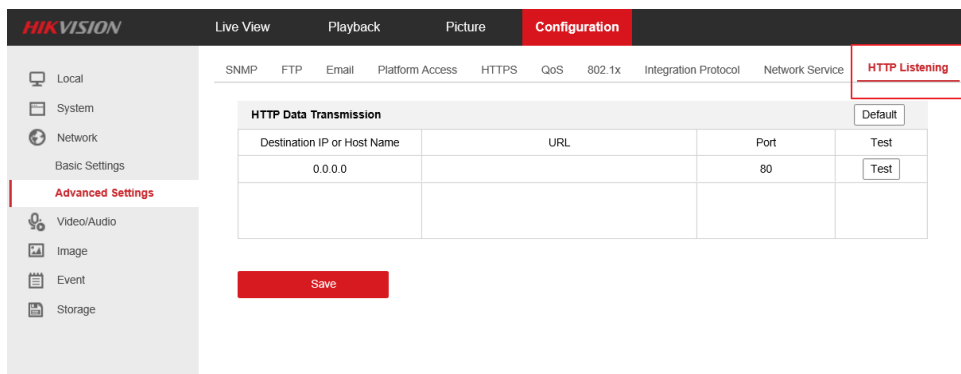 HIKVISION
Live View Playback Picture Configuration
Local
System
Network
Basic Settings
Advanced Settings
Video/Audio
Image
Event
Storage
SNMP FTP Email Platform Access HTTPS QoS 802.1x Integration Protocol Network Service HTTP Listening
HTTP Data Transmission Default
Destination IP or Host Name URL Port Test
0.0.0.0 80 Test
Save